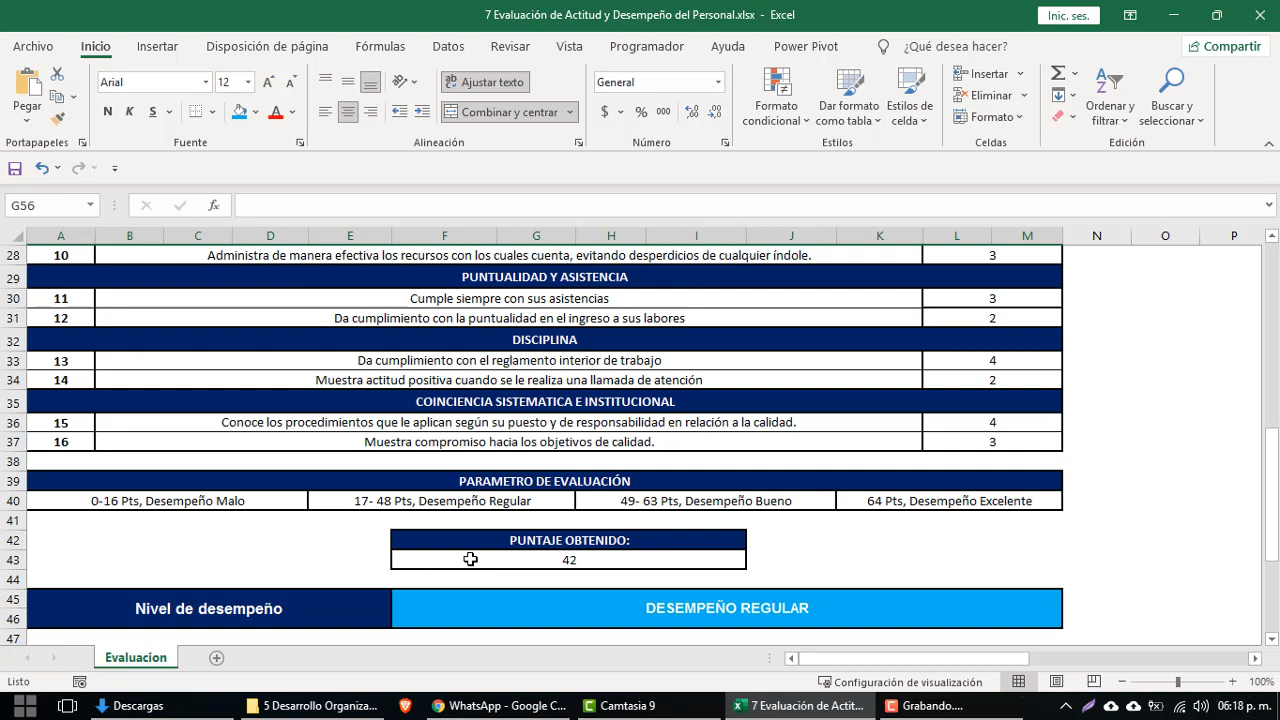 7 Evaluación de Actitud y Desempeño del Personal.xlsx - Excel
Inic. ses.
Archivo Inicio Insertar Disposición de página Fórmulas Datos Revisar Vista Programador Ayuda Power Pivot ¿Qué desea hacer? Compartir
Pegar
Arial 12
N K S
Ajustar texto
Combinar y centrar
General
$ % 000
Formato condicional
Dar formato como tabla
Estilos de celda
Insertar
Eliminar
Formato
Ordenar y filtrar
Buscar y seleccionar
Portapapeles Fuente Alineación Número Estilos Celdas Edición
G56 fx
A B C D E F G H I J K L M N O P
28 10 Administra de manera efectiva los recursos con los cuales cuenta, evitando desperdicios de cualquier índole. 3
29 PUNTUALIDAD Y ASISTENCIA
30 11 Cumple siempre con sus asistencias 3
31 12 Da cumplimiento con la puntualidad en el ingreso a sus labores 2
32 DISCIPLINA
33 13 Da cumplimiento con el reglamento interior de trabajo 4
34 14 Muestra actitud positiva cuando se le realiza una llamada de atención 2
35 COINCIENCIA SISTEMATICA E INSTITUCIONAL
36 15 Conoce los procedimientos que le aplican según su puesto y de responsabilidad en relación a la calidad. 4
37 16 Muestra compromiso hacia los objetivos de calidad. 3
38
39 PARAMETRO DE EVALUACIÓN
40 0-16 Pts, Desempeño Malo 17- 48 Pts, Desempeño Regular 49- 63 Pts, Desempeño Bueno 64 Pts, Desempeño Excelente
41
42 PUNTAJE OBTENIDO:
43 42
44
45 Nivel de desempeño DESEMPEÑO REGULAR
46
47
Evaluacion
Listo Configuración de visualización 100%
Descargas 5 Desarrollo Organiza... WhatsApp - Google C... Camtasia 9 7 Evaluación de Actit... Grabando.... 06:18 p. m.